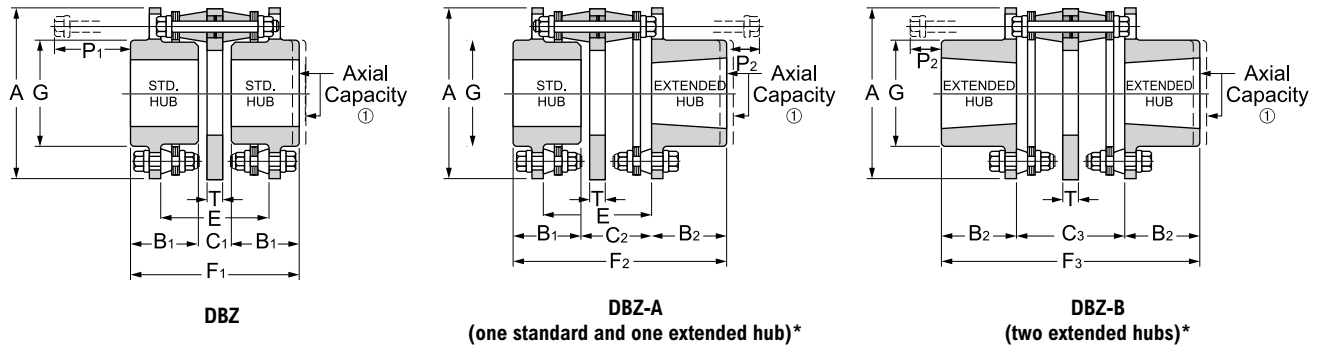 P₁
A
G
STD. HUB
STD. HUB
Axial Capacity
①
T
E
B₁
C₁
B₁
F₁
DBZ
A
G
STD. HUB
EXTENDED HUB
P₂
Axial Capacity
①
T
E
B₁
C₂
B₂
F₂
DBZ-A
(one standard and one extended hub)*
P₂
A
G
EXTENDED HUB
EXTENDED HUB
Axial Capacity
①
T
B₂
C₃
B₂
F₃
DBZ-B
(two extended hubs)*